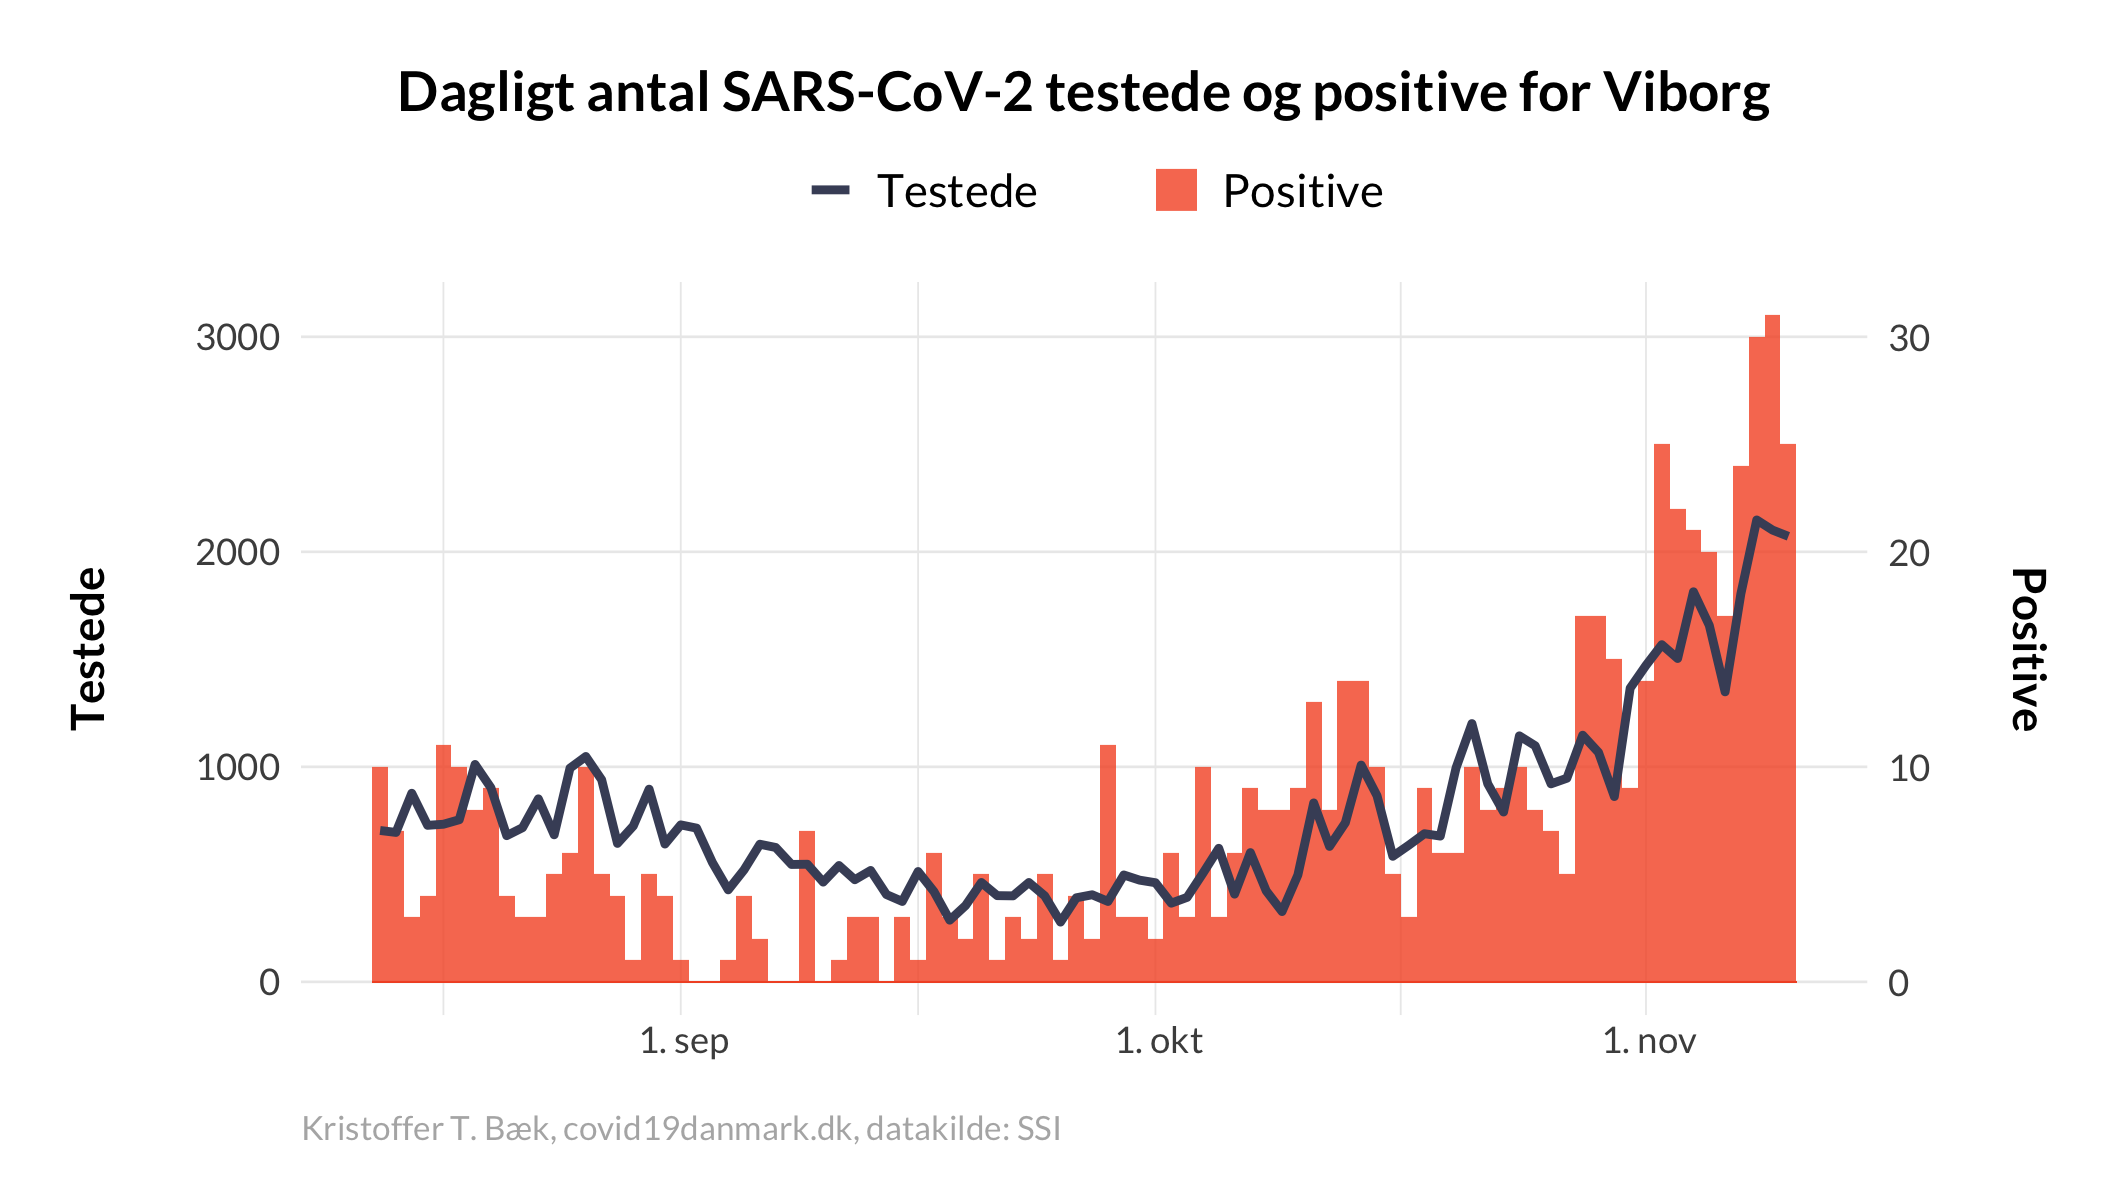 Dagligt antal SARS-CoV-2 testede og positive for Viborg
Testede Positive
3000 30
2000 20
1000 10
0 0
Testede
Positive
1. sep 1. okt 1. nov
Kristoffer T. Bæk, covid19danmark.dk, datakilde: SSI